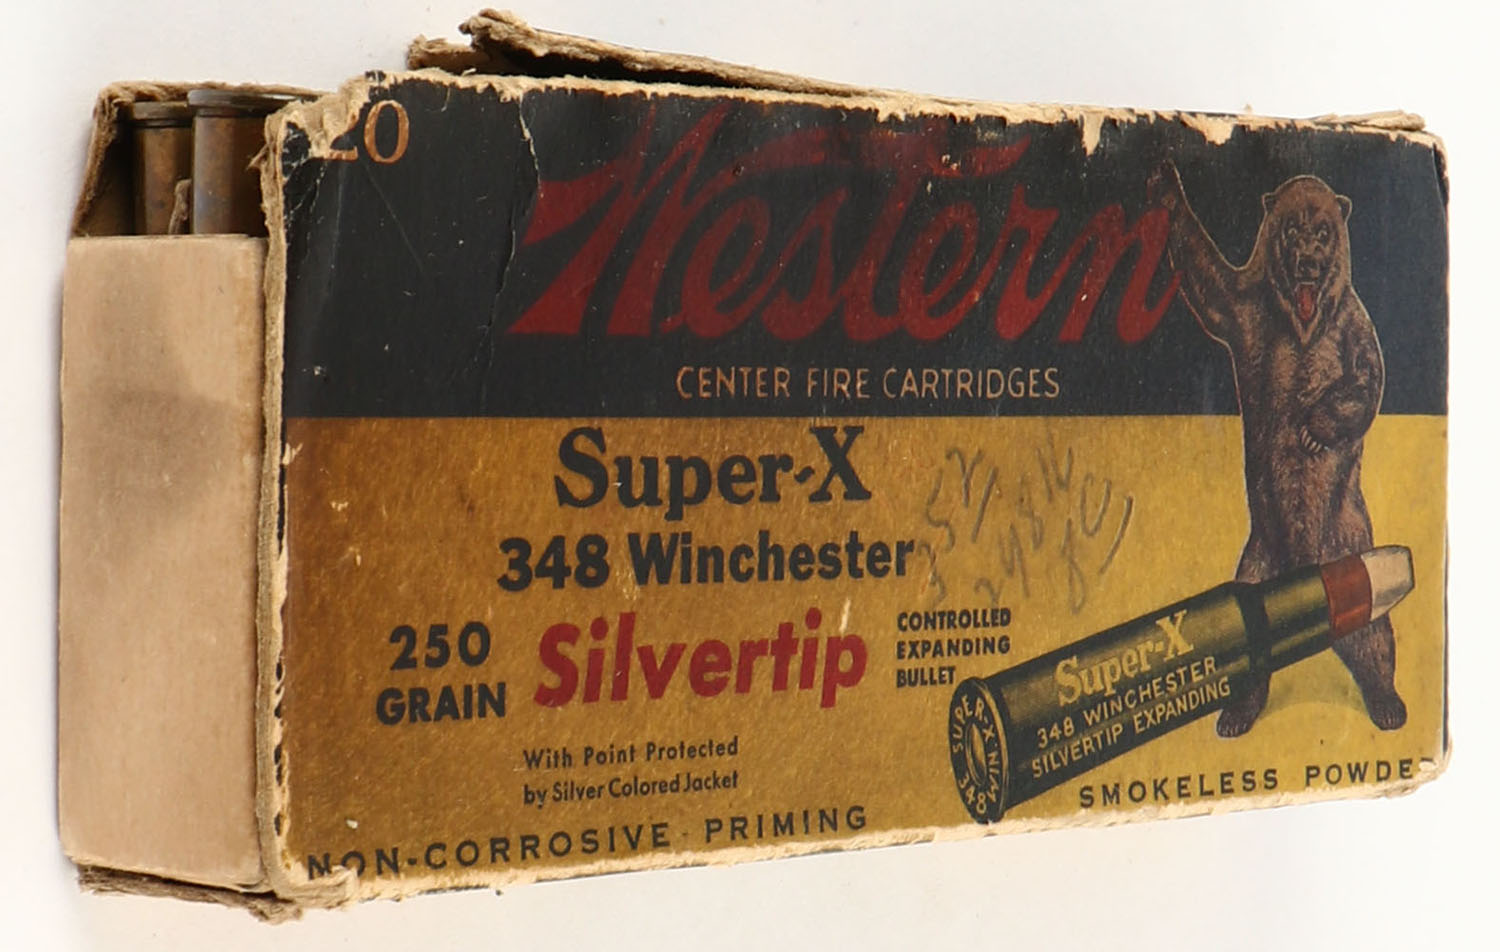 20
Western
CENTER FIRE CARTRIDGES
Super-X
348 Winchester
250
GRAIN
Silvertip
CONTROLLED
EXPANDING
BULLET
With Point Protected
by Silver Colored Jacket
NON-CORROSIVE - PRIMING
SMOKELESS POWDE
Super-X
348 WINCHESTER
SILVERTIP EXPANDING
SUPER-X WIN
348